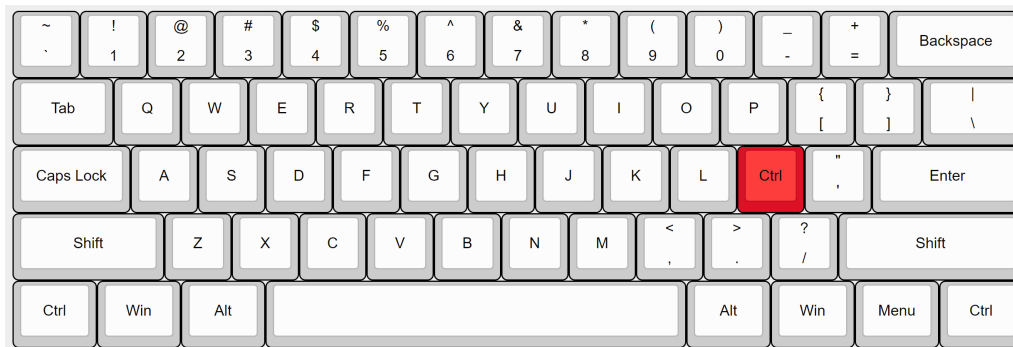 ~ ! @ # $ % ^ & * ( ) _ +
` 1 2 3 4 5 6 7 8 9 0 - = Backspace
{ } |
Tab Q W E R T Y U I O P [ ] \
"
Caps Lock A S D F G H J K L Ctrl ' Enter
< > ?
Shift Z X C V B N M , . / Shift
Ctrl Win Alt Alt Win Menu Ctrl